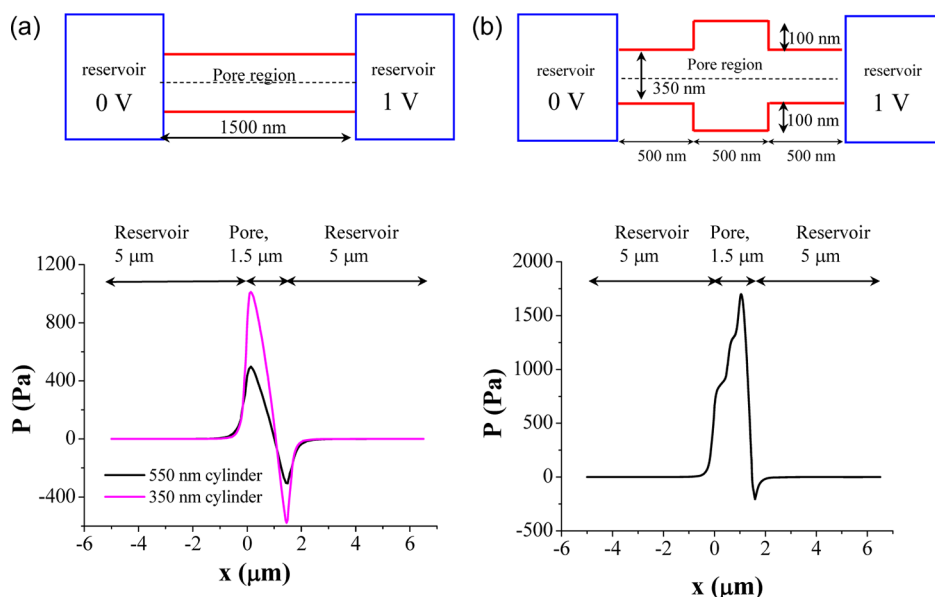 (a)
reservoir
0 V
Pore region
1500 nm
reservoir
1 V
Reservoir
5 μm
Pore,
1.5 μm
Reservoir
5 μm
P (Pa)
1200
800
400
0
-400
550 nm cylinder
350 nm cylinder
-6 -4 -2 0 2 4 6
x (μm)
(b)
reservoir
0 V
100 nm
Pore region
350 nm
100 nm
500 nm 500 nm 500 nm
reservoir
1 V
Reservoir
5 μm
Pore,
1.5 μm
Reservoir
5 μm
P (Pa)
2000
1500
1000
500
0
-500
-6 -4 -2 0 2 4 6
x (μm)